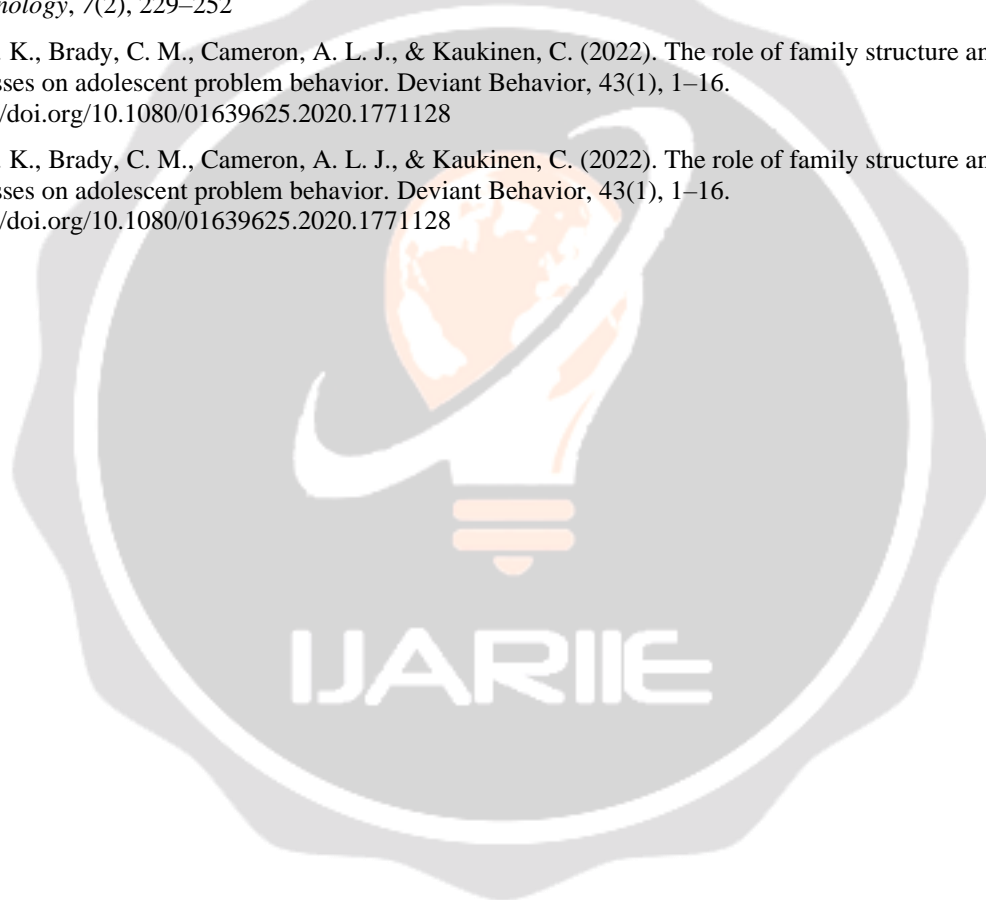 nology, 7(2), 229–252
K., Brady, C. M., Cameron, A. L. J., & Kaukinen, C. (2022). The role of family structure an
sses on adolescent problem behavior. Deviant Behavior, 43(1), 1–16.
/doi.org/10.1080/01639625.2020.1771128
K., Brady, C. M., Cameron, A. L. J., & Kaukinen, C. (2022). The role of family structure an
sses on adolescent problem behavior. Deviant Behavior, 43(1), 1–16.
/doi.org/10.1080/01639625.2020.1771128
IJARIIE